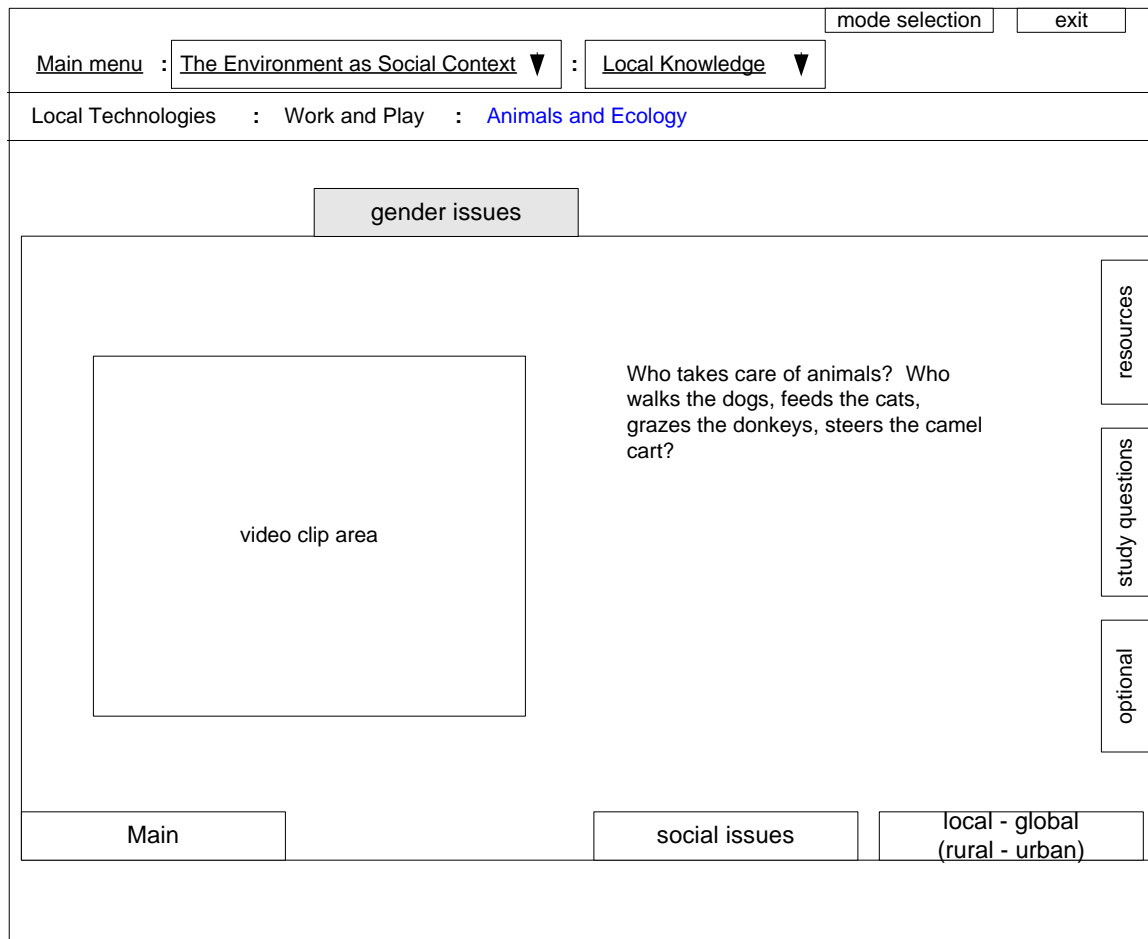 mode selection exit
Main menu : The Environment as Social Context : Local Knowledge
Local Technologies : Work and Play : Animals and Ecology
gender issues
resources
Who takes care of animals? Who
walks the dogs, feeds the cats,
grazes the donkeys, steers the camel
cart?
study questions
video clip area
optional
Main
social issues
local - global
(rural - urban)